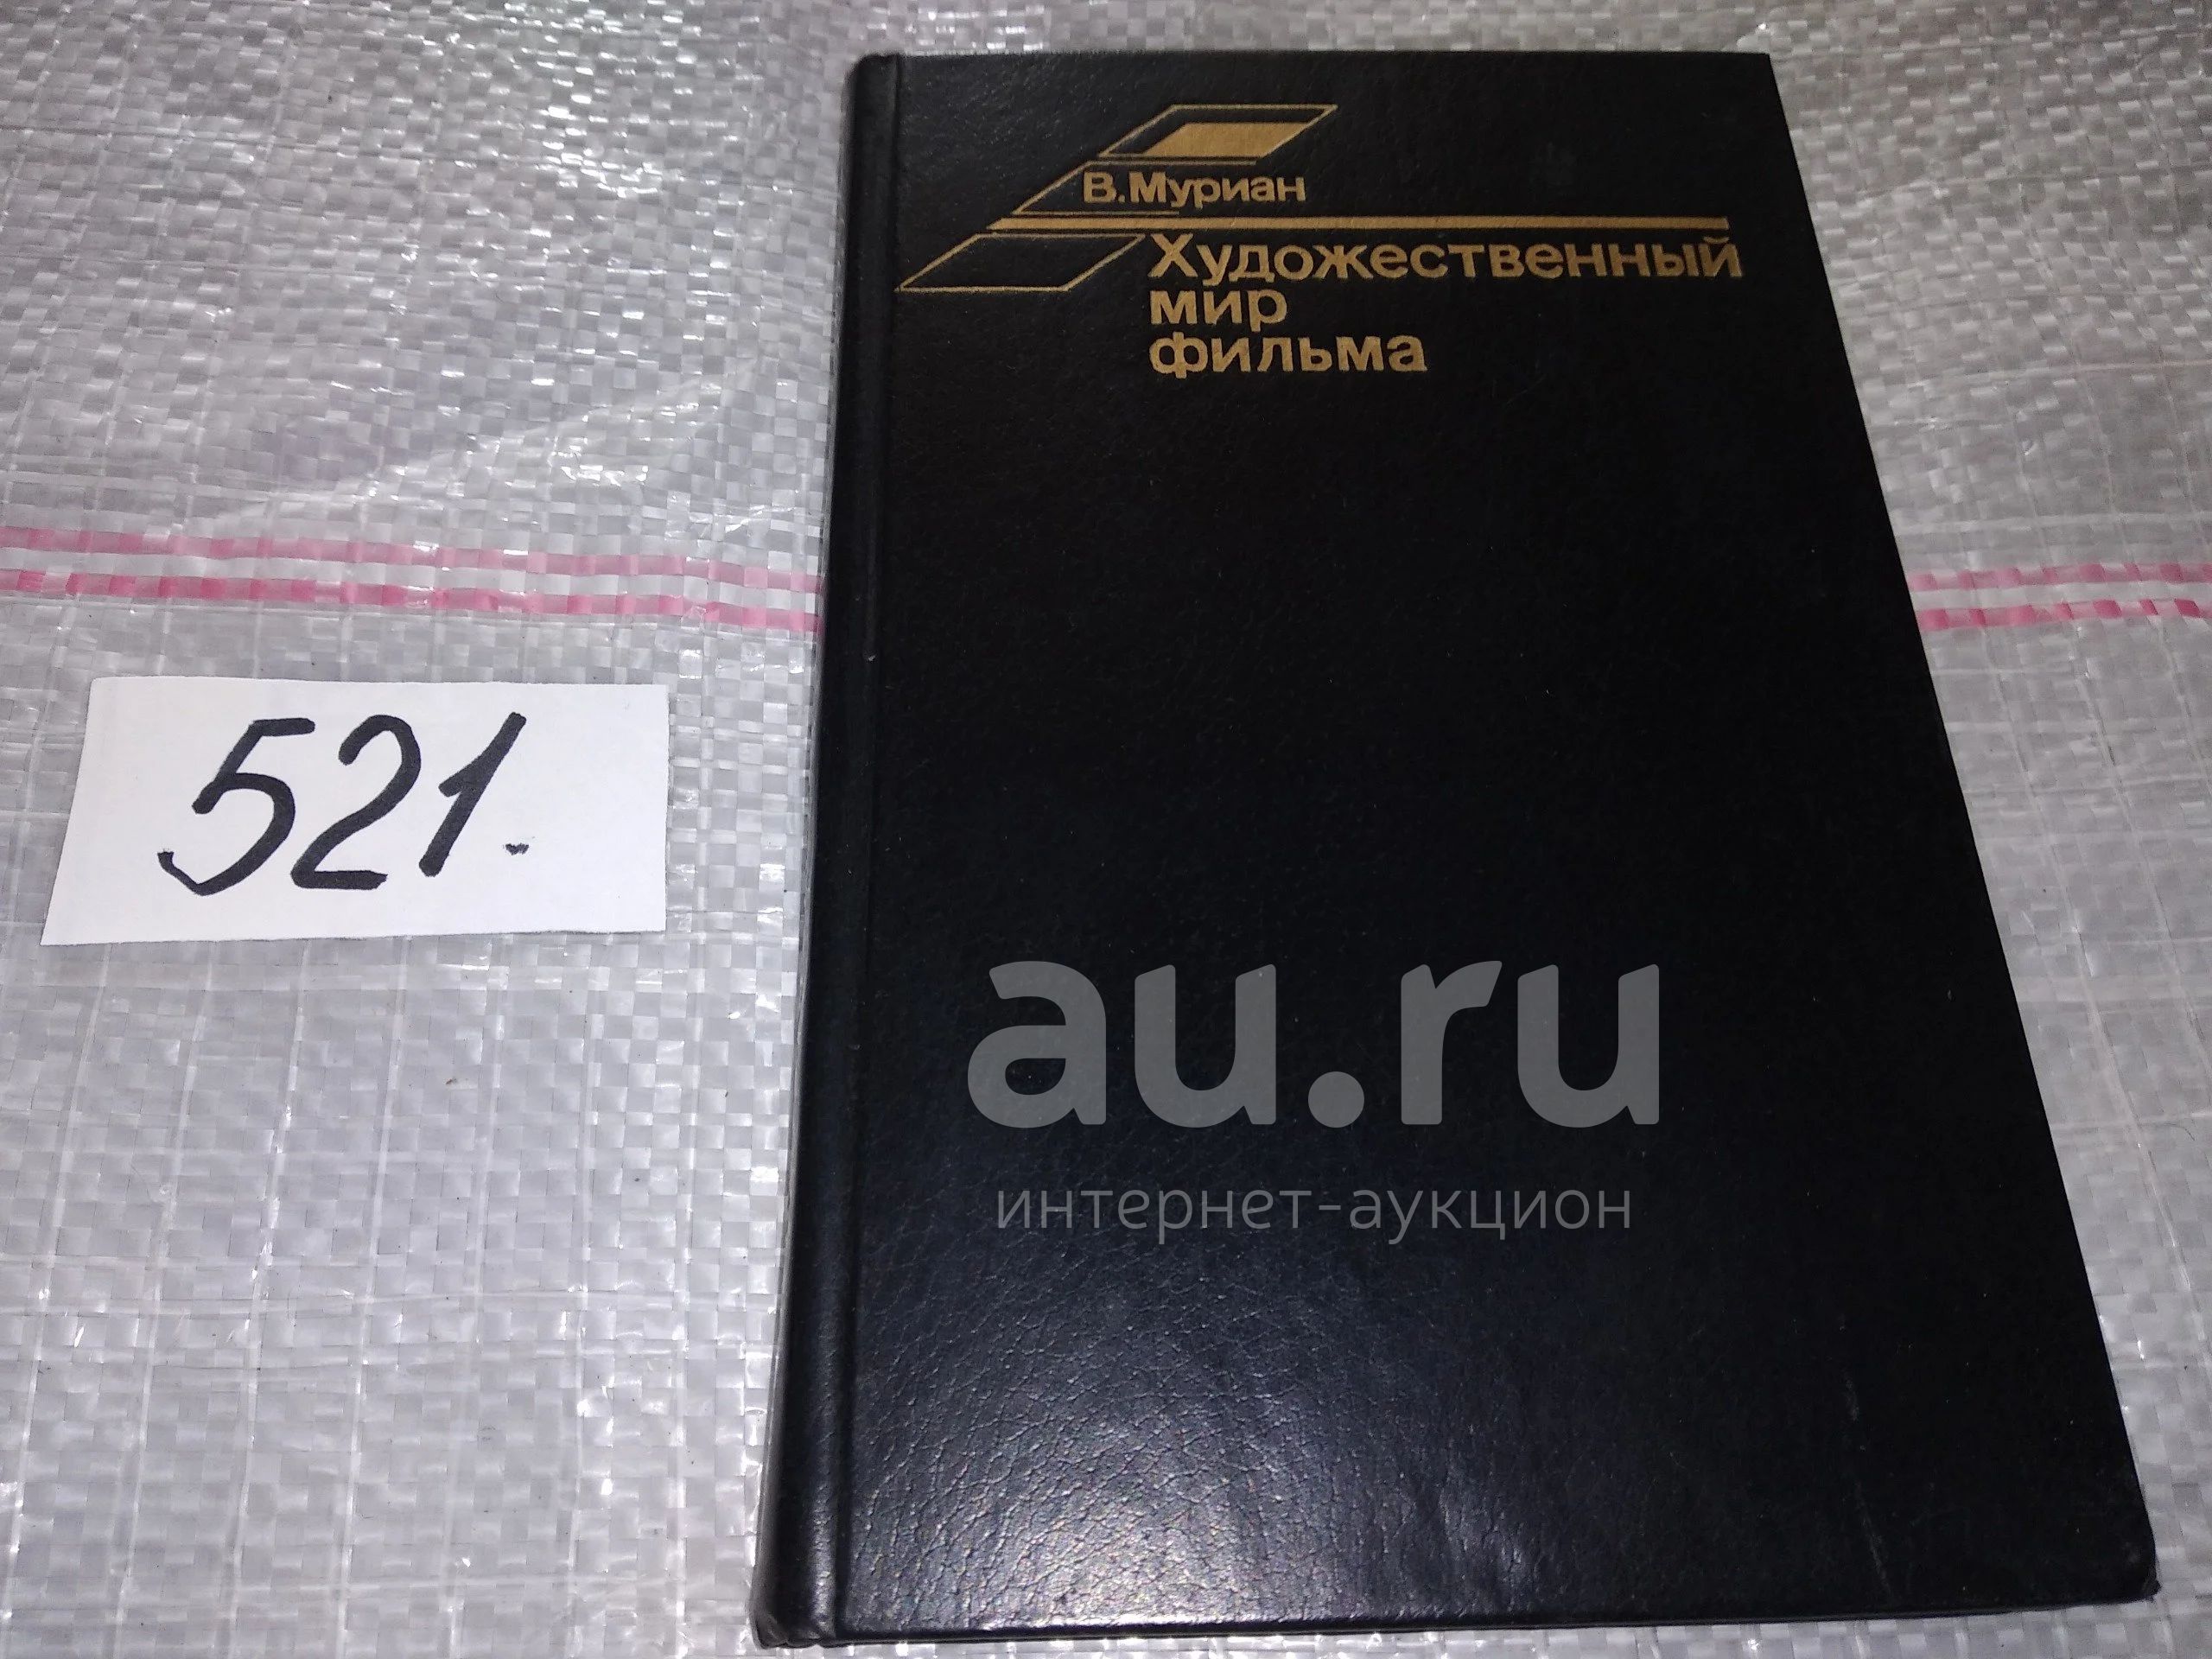 В.Муриан
Художественный
мир
фильма
521.
au.ru
интернет-аукцион